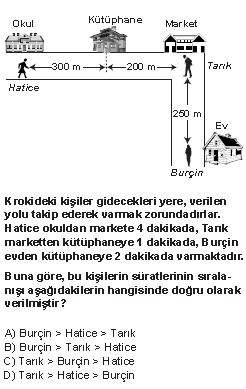 Okul Kütüphane Market
300 m 200 m Tarık
Hatice
250 m
Ev
Burçin
Krokideki kişiler gidecekleri yere, verilen
yolu takip ederek varmak zorundadırlar.
Hatice okuldan markete 4 dakikada, Tarık
marketten kütüphaneye 1 dakikada, Burçin
evden kütüphaneye 2 dakikada varmaktadır.
Buna göre, bu kişilerin süratlerinin sırala-
nışı aşağıdakilerin hangisinde doğru olarak
verilmiştir?
A) Burçin > Hatice > Tarık
B) Burçin > Tarık > Hatice
C) Tarık > Burçin > Hatice
D) Tarık > Hatice > Burçin